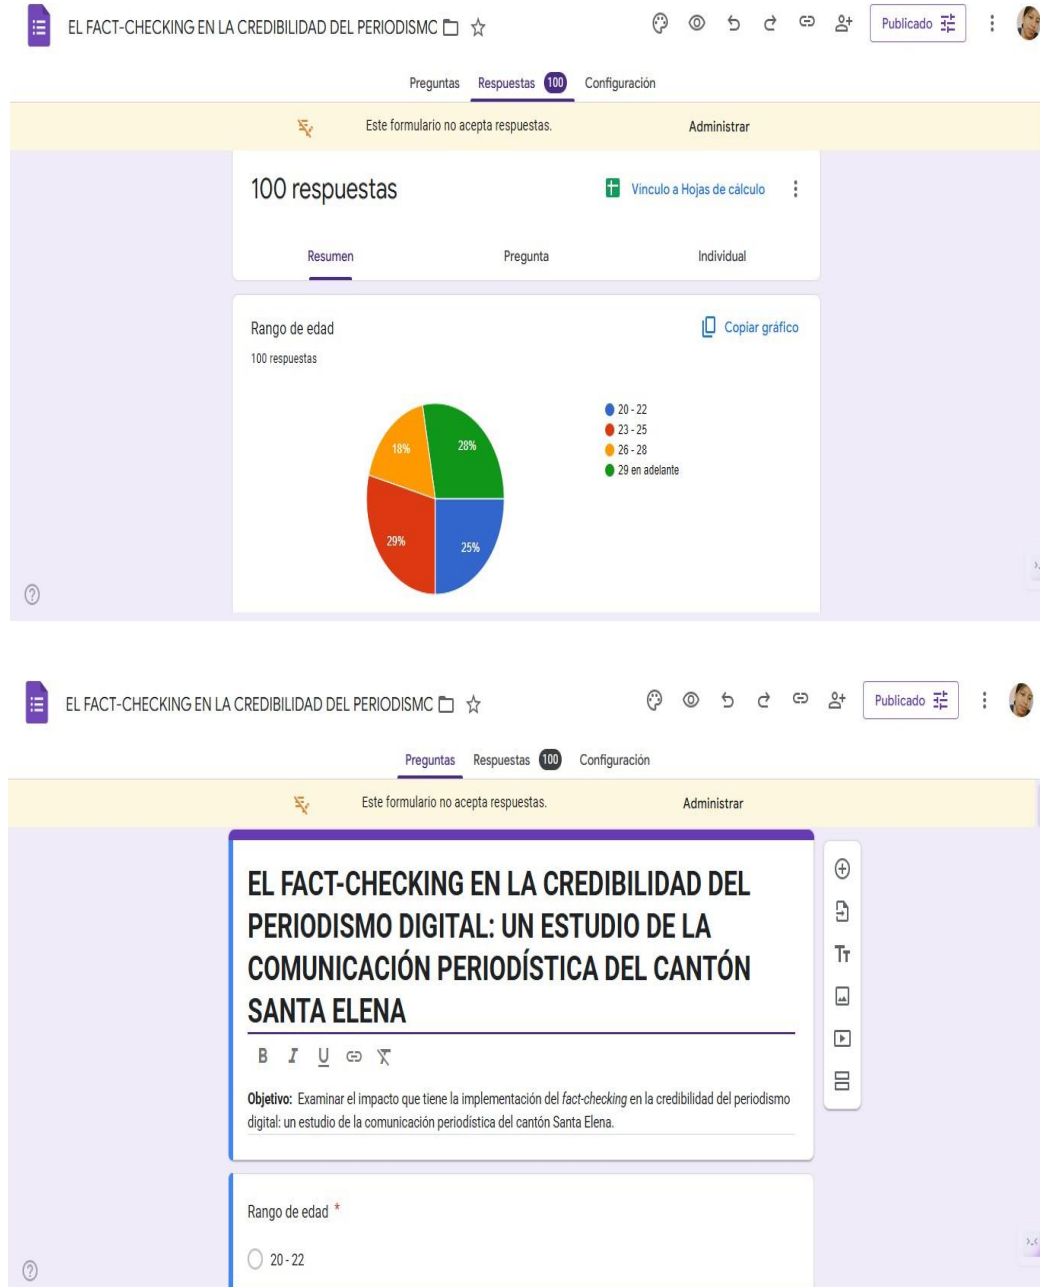 EL FACT-CHECKING EN LA CREDIBILIDAD DEL PERIODISMC
Publicado
Preguntas Respuestas 100 Configuración
Este formulario no acepta respuestas. Administrar
100 respuestas
Vínculo a Hojas de cálculo
Resumen Pregunta Individual
Rango de edad
Copiar gráfico
100 respuestas
18%
28%
29%
25%
20 - 22
23 - 25
26 - 28
29 en adelante
EL FACT-CHECKING EN LA CREDIBILIDAD DEL PERIODISMC
Publicado
Preguntas Respuestas 100 Configuración
Este formulario no acepta respuestas. Administrar
EL FACT-CHECKING EN LA CREDIBILIDAD DEL
PERIODISMO DIGITAL: UN ESTUDIO DE LA
COMUNICACIÓN PERIODÍSTICA DEL CANTÓN
SANTA ELENA
B I U
Tт
Objetivo: Examinar el impacto que tiene la implementación del fact-checking en la credibilidad del periodismo
digital: un estudio de la comunicación periodística del cantón Santa Elena.
Rango de edad *
20 - 22